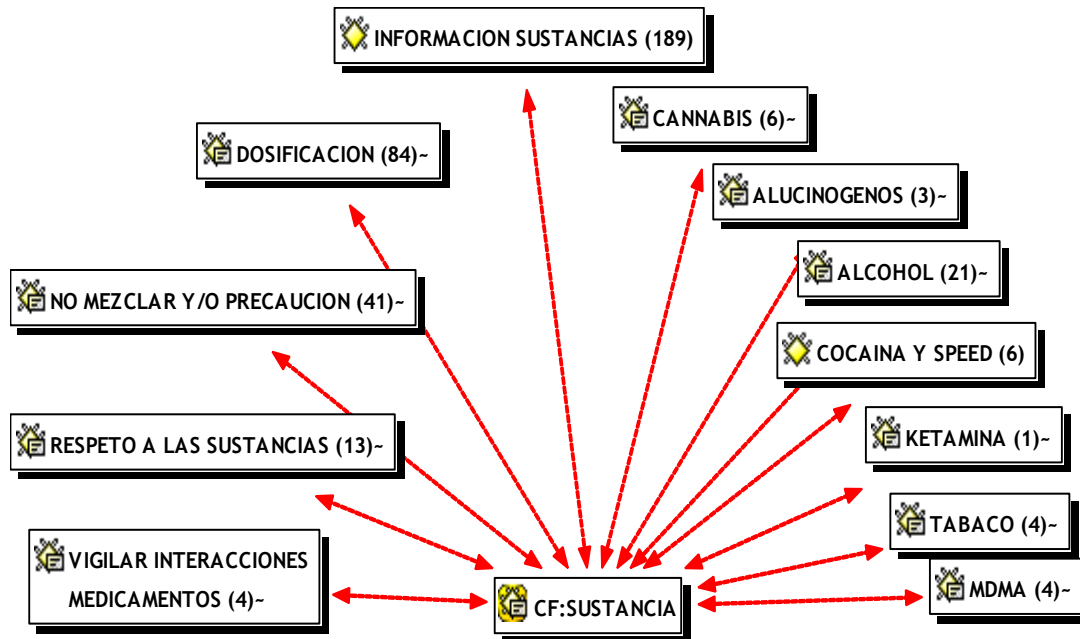 INFORMACION SUSTANCIAS (189)
CANNABIS (6)~
DOSIFICACION (84)~
ALUCINOGENOS (3)~
ALCOHOL (21)~
NO MEZCLAR Y/O PRECAUCION (41)~
COCAINA Y SPEED (6)
RESPETO A LAS SUSTANCIAS (13)~
KETAMINA (1)~
TABACO (4)~
VIGILAR INTERACCIONES
MEDICAMENTOS (4)~
MDMA (4)~
CF:SUSTANCIA